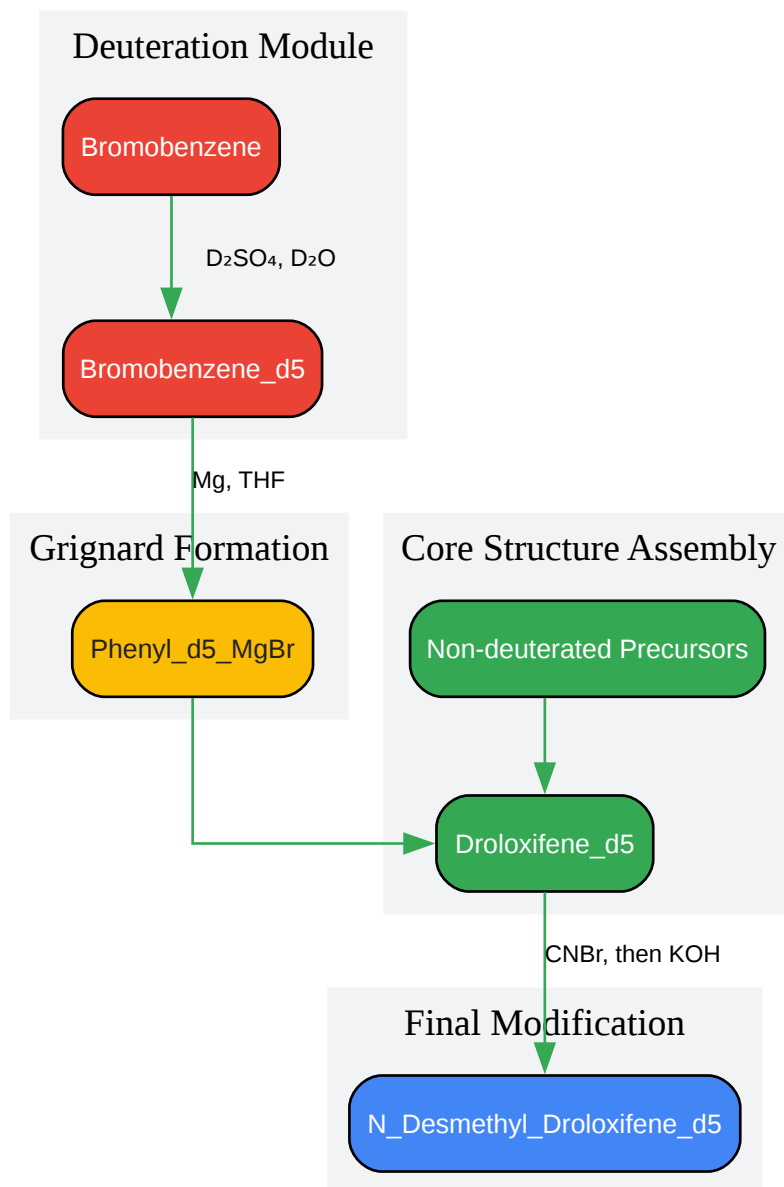 Deuteration Module
Bromobenzene
D₂SO₄, D₂O
Bromobenzene_d5
Mg, THF
Grignard Formation
Phenyl_d5_MgBr
Core Structure Assembly
Non-deuterated Precursors
Droloxifene_d5
CNBr, then KOH
Final Modification
N_Desmethyl_Droloxifene_d5